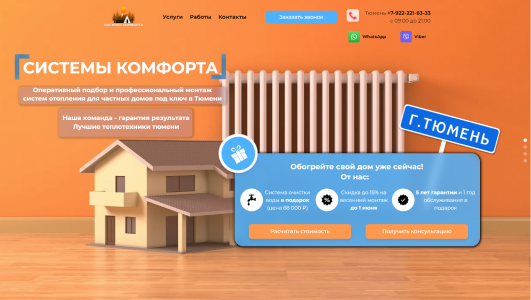 Услуги Работы Контакты
Заказать звонок
Тюмень +7-922-221-63-33
с 09:00 до 21:00
WhatsApp
Viber
СИСТЕМЫ КОМФОРТА
Оперативный подбор и профессиональный монтаж
систем отопления для частных домов под ключ в Тюмени
Наша команда - гарантия результата
Лучшие теплотехники тюмени
Г.ТЮМЕНЬ
Обогрейте свой дом уже сейчас!
От нас:
Система очистки
воды в подарок
(цена 68 000 ₽)
Скидка до 15% на
весенний монтаж
до 1 июня
5 лет гарантии и 1 год
обслуживания в
подарок
Расчитать стоимость
Получить консультацию